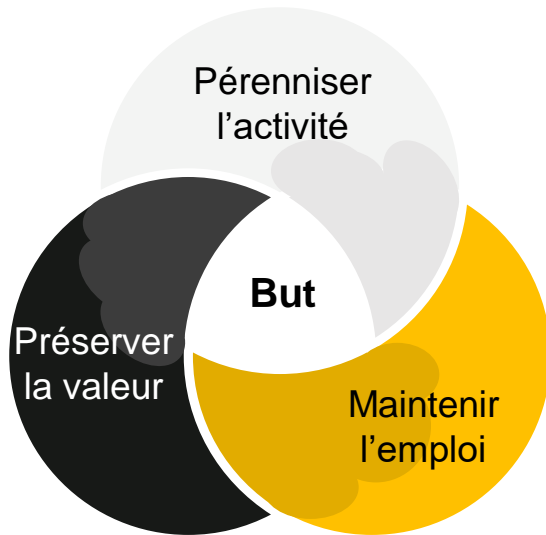 Pérenniser
l’activité
But
Préserver
la valeur
Maintenir
l’emploi